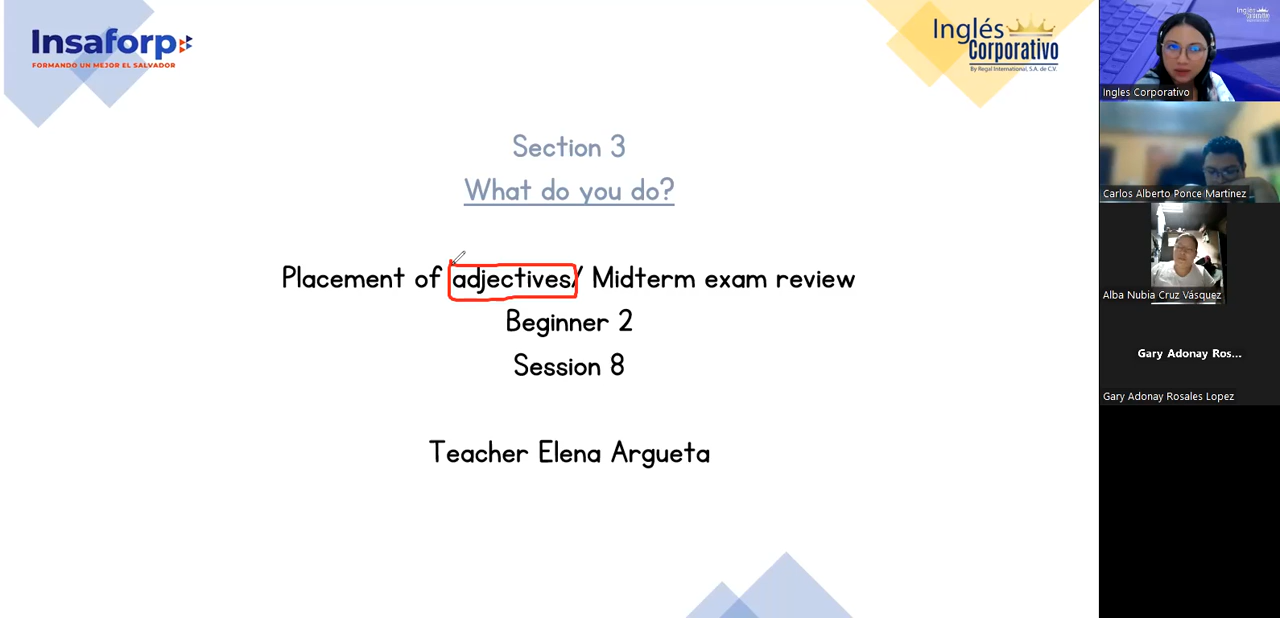 Insaforp
FORMANDO UN MEJOR EL SALVADOR
Inglés
Corporativo
By Regal International, S.A. de C.V.
Section 3
What do you do?
Placement of adjectives/ Midterm exam review
Beginner 2
Session 8
Teacher Elena Argueta
Ingles Corporativo
Carlos Alberto Ponce Martinez
Alba Nubia Cruz Vásquez
Gary Adonay Ros...
Gary Adonay Rosales Lopez